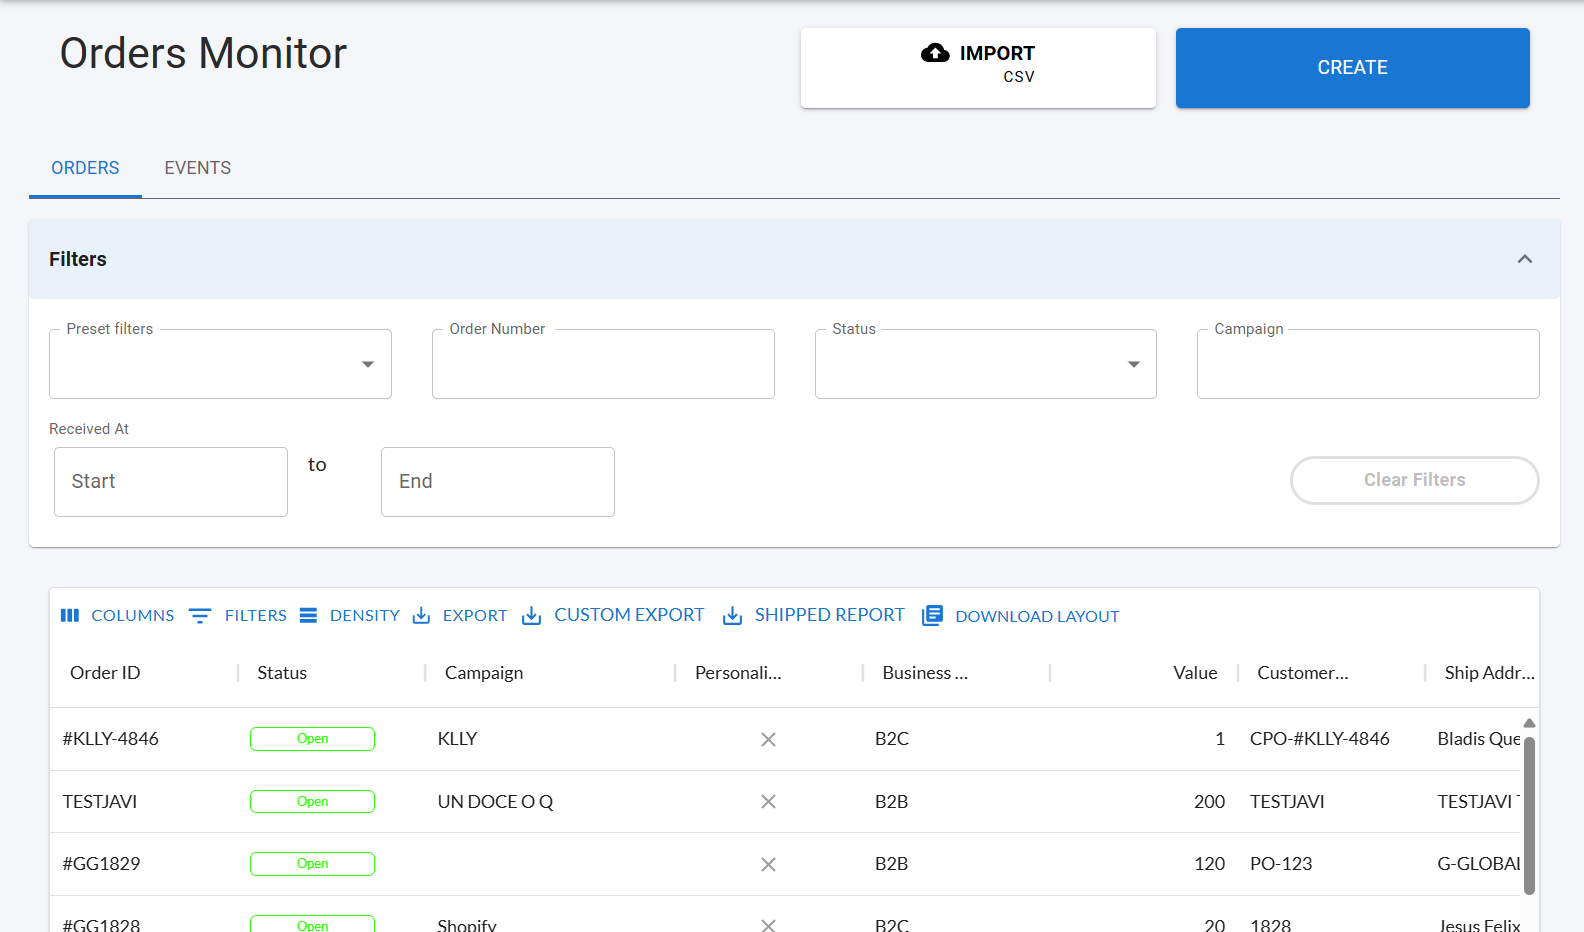 Orders Monitor
IMPORT
CSV
CREATE
ORDERS EVENTS
Filters
Preset filters Order Number Status Campaign
Received At
Start to End Clear Filters
COLUMNS FILTERS DENSITY EXPORT CUSTOM EXPORT SHIPPED REPORT DOWNLOAD LAYOUT
Order ID Status Campaign Personali... Business ... Value Customer... Ship Addr...
#KLLY-4846 Open KLLY B2C 1 CPO-#KLLY-4846 Bladis Que
TESTJAVI Open UN DOCE O Q B2B 200 TESTJAVI TESTJAVI
#GG1829 Open B2B 120 PO-123 G-GLOBAL
#GG1828 Open Shopify B2C 20 1828 Jesus Felix